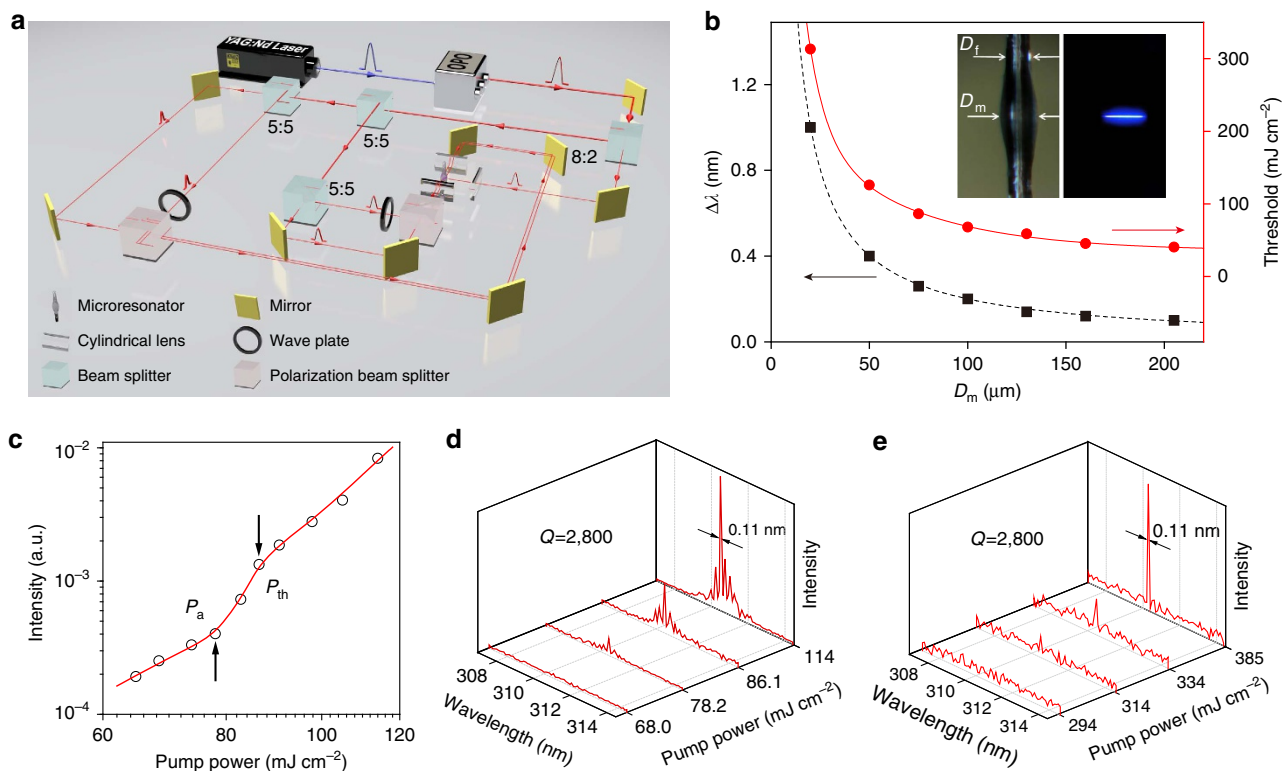 a
YAG:Nd Laser
OPO
5:5
5:5
8:2
5:5
Microresonator
Mirror
Cylindrical lens
Wave plate
Beam splitter
Polarization beam splitter
b
Δλ (nm)
1.2
0.8
0.4
0.0
0 50 100 150 200
Dm (μm)
Df
Dm
300
200
100
0
Threshold (mJ cm−2)
c
Intensity (a.u.)
10−2
10−3
10−4
Pa
Pth
60 80 100 120
Pump power (mJ cm−2)
d
Q=2,800
0.11 nm
Intensity
308
310
312
314
Wavelength (nm)
68.0
78.2
86.1
114
Pump power (mJ cm−2)
e
Q=2,800
0.11 nm
Intensity
308
310
312
314
Wavelength (nm)
294
314
334
385
Pump power (mJ cm−2)